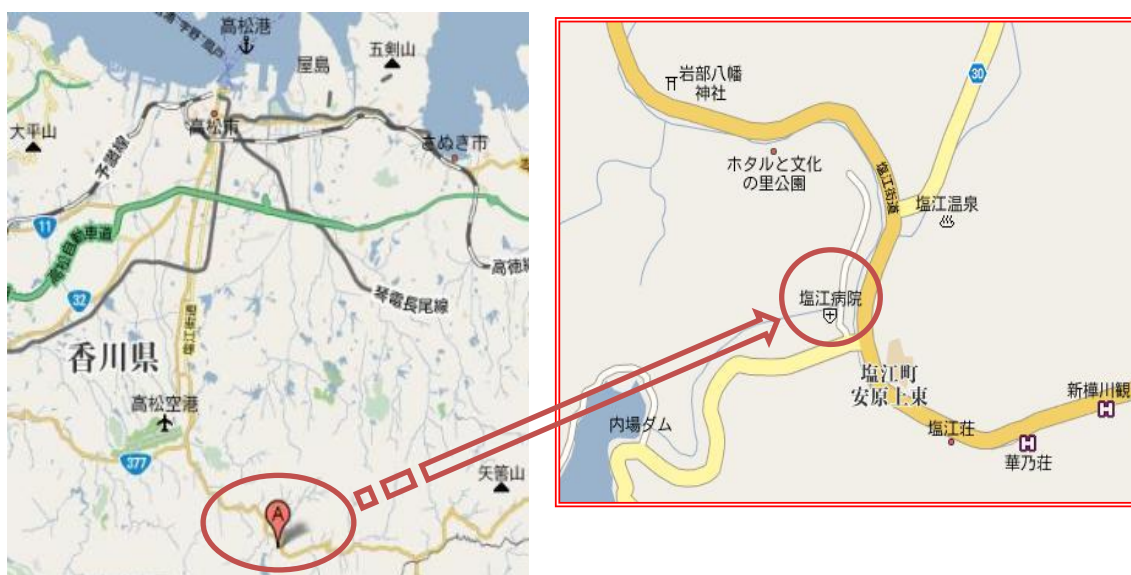 高松港
五剣山
屋島
高松市
大平山
予讃線
さぬき市
11
高松自動車道
高徳線
32
琴電長尾線
塩江街道
香川県
高松空港
377
矢筈山
A
30
岩部八幡
神社
ホタルと文化
の里公園
塩江街道
塩江温泉
塩江病院
塩江町
安原上東
新樺川観
内場ダム
塩江荘
華乃荘